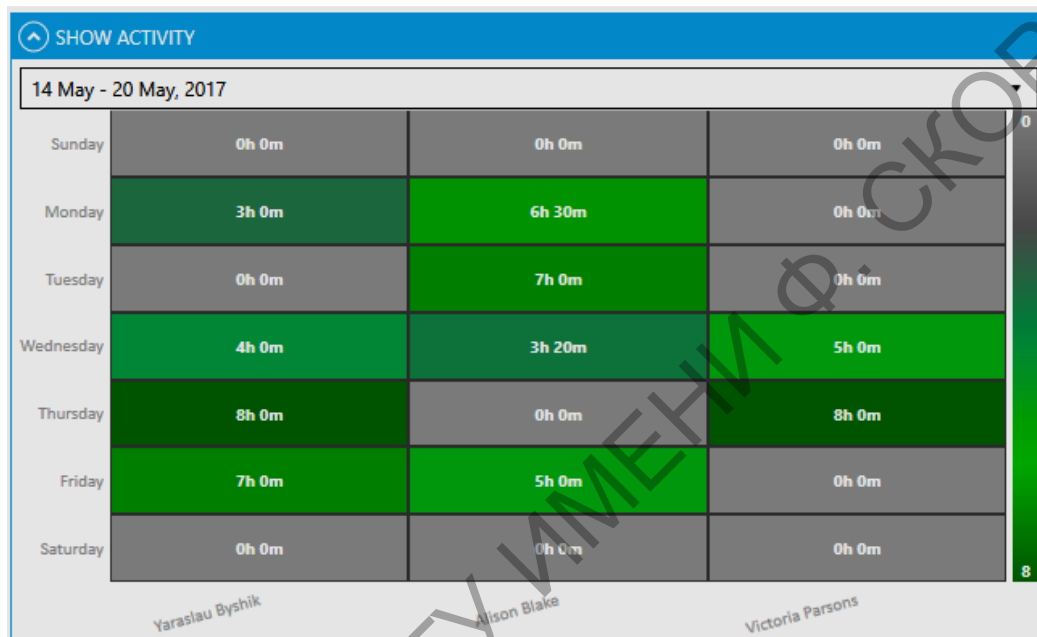 SHOW ACTIVITY
14 May - 20 May, 2017
0
Sunday 0h 0m 0h 0m 0h 0m
Monday 3h 0m 6h 30m 0h 0m
Tuesday 0h 0m 7h 0m 0h 0m
Wednesday 4h 0m 3h 20m 5h 0m
Thursday 8h 0m 0h 0m 8h 0m
Friday 7h 0m 5h 0m 0h 0m
Saturday 0h 0m 0h 0m 0h 0m
8
Yaraslau Byshik Alison Blake Victoria Parsons
ИМЕНИ Ф.